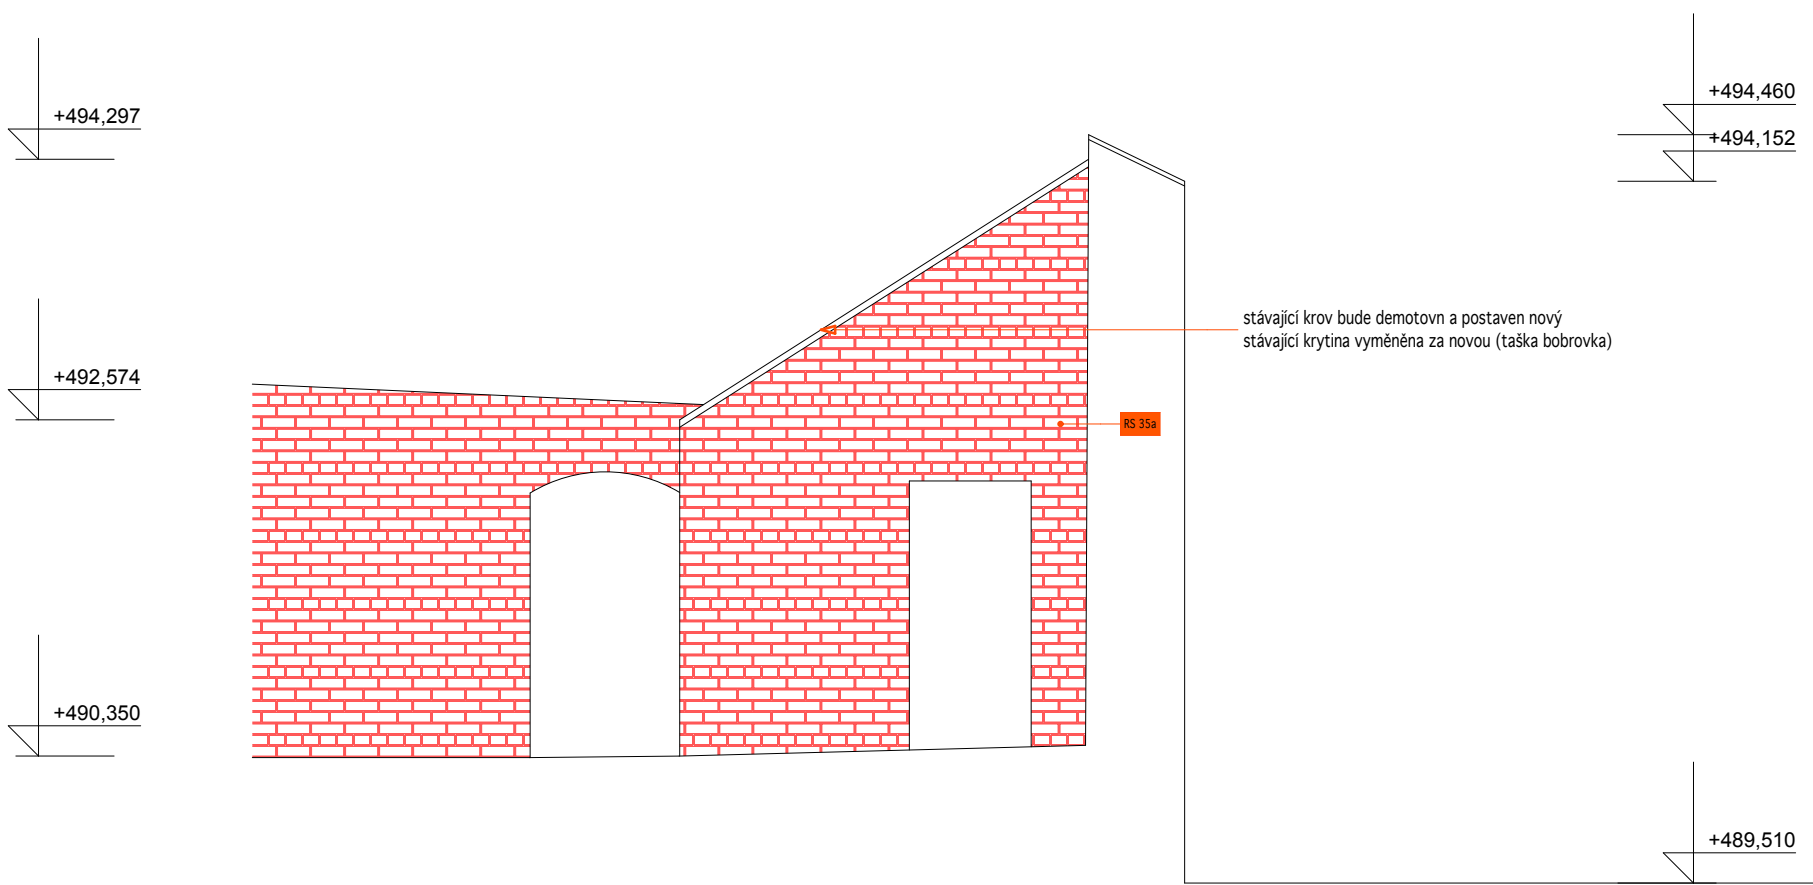 +494,297
+494,460
+494,152
stávající krov bude demotovn a postaven nový
stávající krytina vyměněna za novou (taška bobrovka)
+492,574
RS 35a
+490,350
+489,510